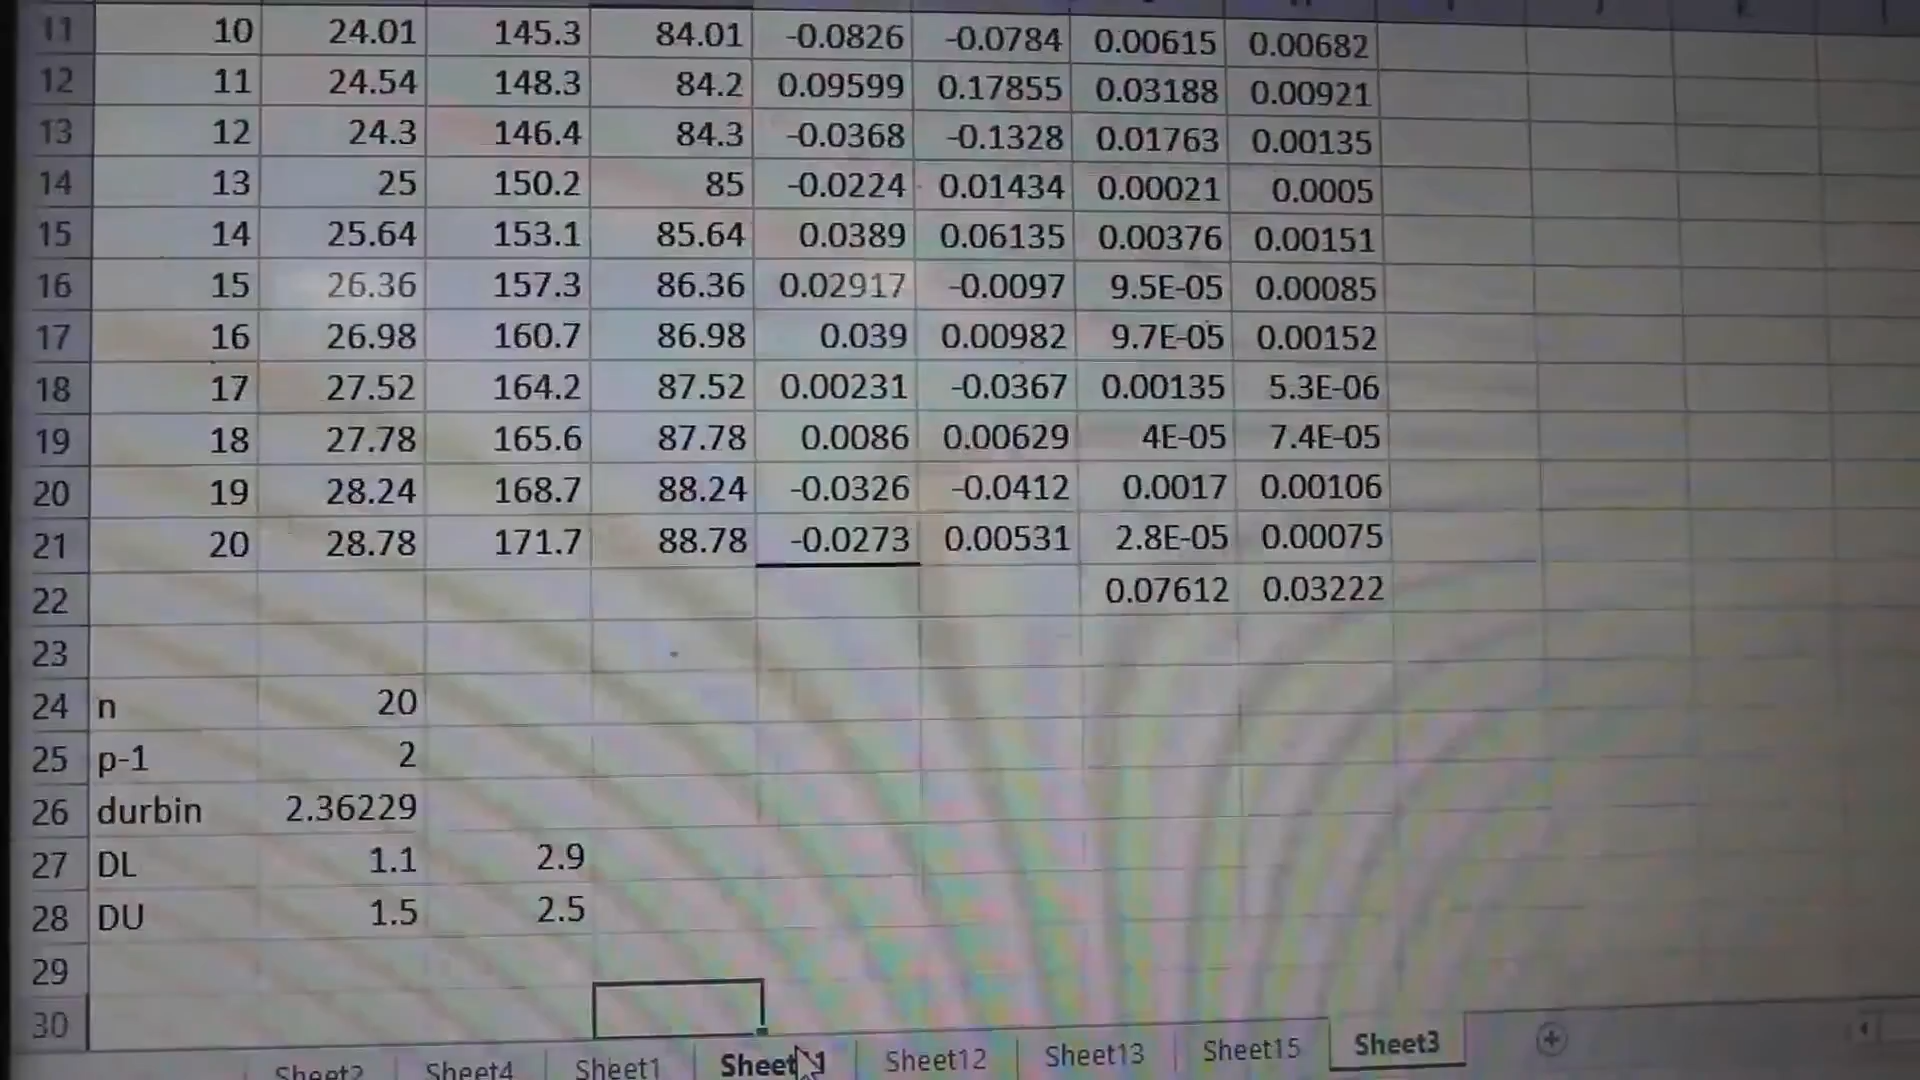 11 10 24.01 145.3 84.01 -0.0826 -0.0784 0.00615 0.00682
12 11 24.54 148.3 84.2 0.09599 0.17855 0.03188 0.00921
13 12 24.3 146.4 84.3 -0.0368 -0.1328 0.01763 0.00135
14 13 25 150.2 85 -0.0224 0.01434 0.00021 0.0005
15 14 25.64 153.1 85.64 0.0389 0.06135 0.00376 0.00151
16 15 26.36 157.3 86.36 0.02917 -0.0097 9.5E-05 0.00085
17 16 26.98 160.7 86.98 0.039 0.00982 9.7E-05 0.00152
18 17 27.52 164.2 87.52 0.00231 -0.0367 0.00135 5.3E-06
19 18 27.78 165.6 87.78 0.0086 0.00629 4E-05 7.4E-05
20 19 28.24 168.7 88.24 -0.0326 -0.0412 0.0017 0.00106
21 20 28.78 171.7 88.78 -0.0273 0.00531 2.8E-05 0.00075
22 0.07612 0.03222
23
24 n 20
25 p-1 2
26 durbin 2.36229
27 DL 1.1 2.9
28 DU 1.5 2.5
29
30
Sheet2 Sheet4 Sheet1 Sheet12 Sheet13 Sheet15 Sheet3